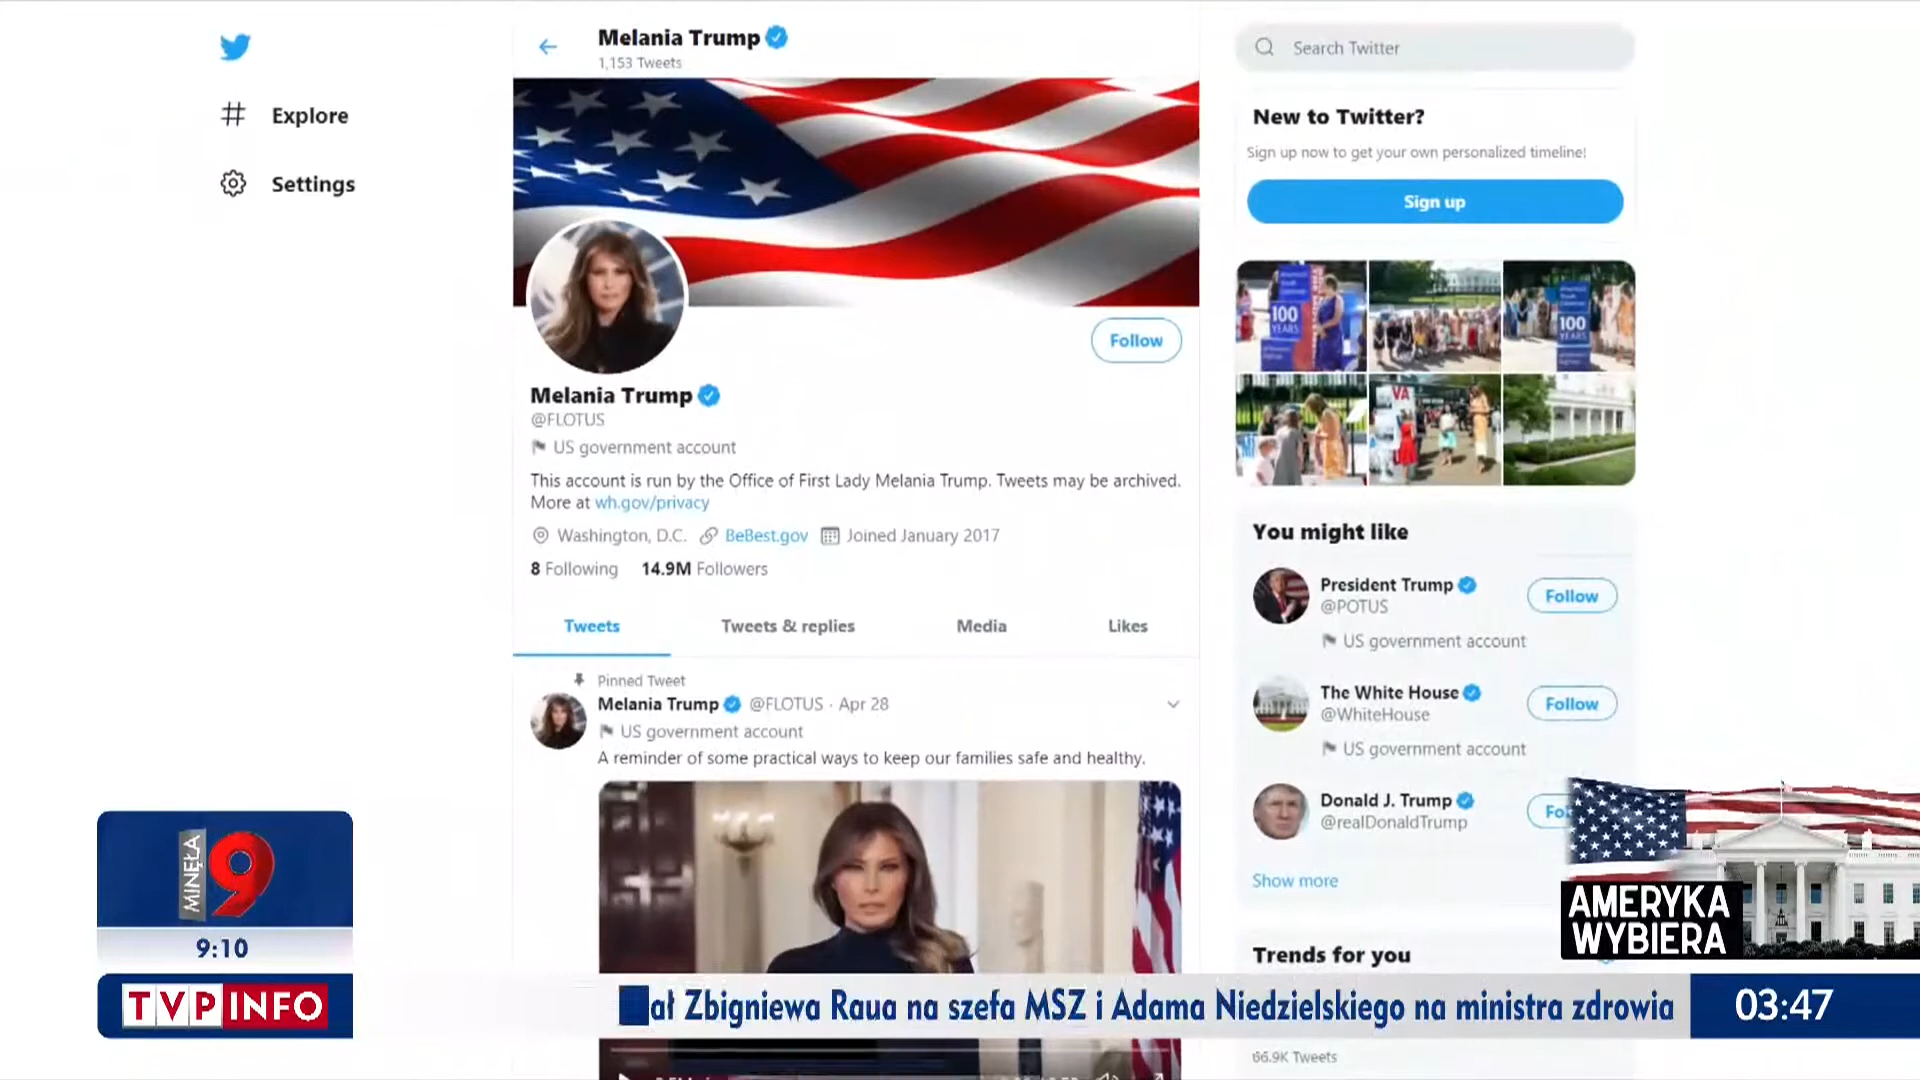 Melania Trump
1,153 Tweets
Explore
Settings
Follow
Melania Trump
@FLOTUS
US government account
This account is run by the Office of First Lady Melania Trump. Tweets may be archived.
More at wh.gov/privacy
Washington, D.C. BeBest.gov Joined January 2017
8 Following 14.9M Followers
Tweets Tweets & replies Media Likes
Pinned Tweet
Melania Trump @FLOTUS · Apr 28
US government account
A reminder of some practical ways to keep our families safe and healthy.
Search Twitter
New to Twitter?
Sign up now to get your own personalized timeline!
Sign up
100
YEARS
100
YEARS
VA
You might like
President Trump
@POTUS
Follow
US government account
The White House
@WhiteHouse
Follow
US government account
Donald J. Trump
@realDonaldTrump
Fol
Show more
Trends for you
66.9K Tweets
AMERYKA
WYBIERA
MINĘŁA 9
9:10
TVP INFO
ał Zbigniewa Raua na szefa MSZ i Adama Niedzielskiego na ministra zdrowia
03:47